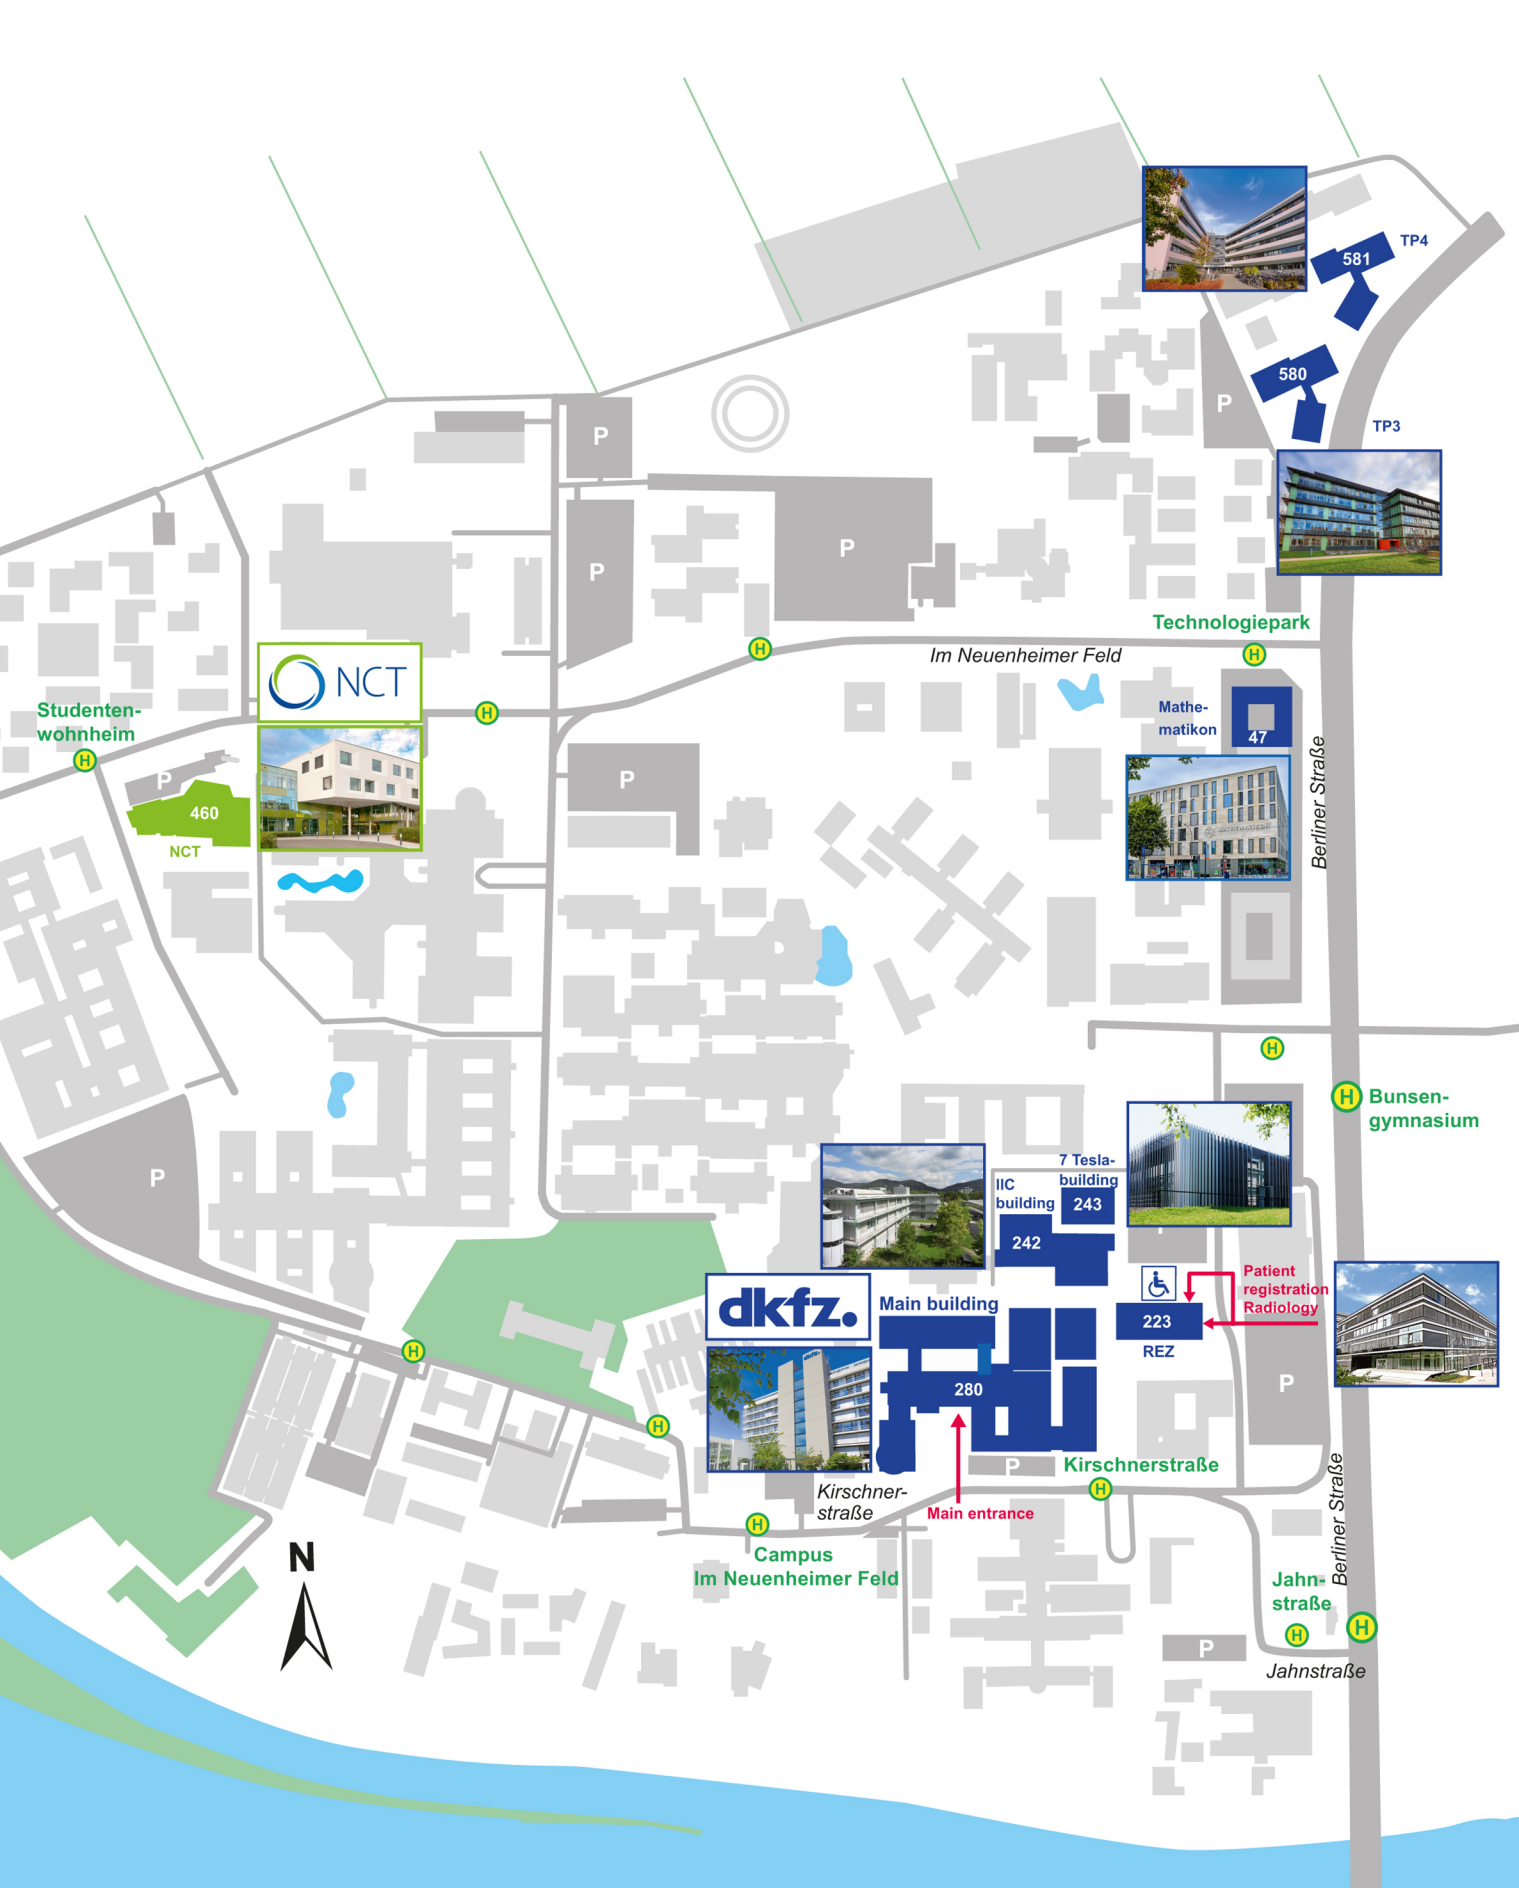 TP4
581
580
P
TP3
P
P
P
P
Technologiepark
H
H
Im Neuenheimer Feld
NCT
H
Studenten-
wohnheim
H
Mathe-
matikon
47
Berliner Straße
P
P
460
NCT
MATHEMATIKON
H
H
Bunsen-
gymnasium
P
7 Tesla-
building
IIC
building
243
242
P
Patient
registration
Radiology
dkfz.
Main building
223
REZ
H
280
P
dkfz.
H
P
Kirschnerstraße
H
Kirschner-
straße
Main entrance
Berliner Straße
H
Campus
Im Neuenheimer Feld
N
Jahn-
straße
H
H
P
Jahnstraße